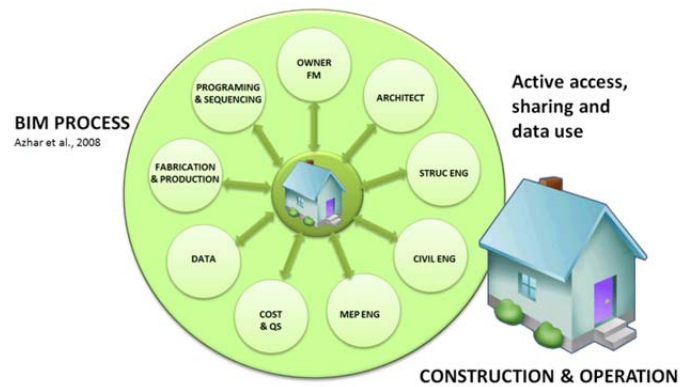 BIM PROCESS
Azhar et al., 2008
OWNER
FM
ARCHITECT
STRUC ENG
CIVIL ENG
MEP ENG
COST
& QS
DATA
FABRICATION
& PRODUCTION
PROGRAMING
& SEQUENCING
Active access,
sharing and
data use
CONSTRUCTION & OPERATION